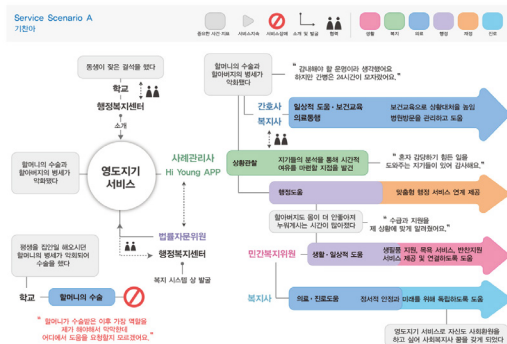 Service Scenario A
기찬아
중요한 사건·지표
서비스지속
서비스장애
소개 및 발굴
행복
생활
복지
의료
행정
재정
진로
동생이 잦은 결석을 했다
학교
행정복지센터
소개
영도지기
서비스
사례관리사
Hi Young APP
할머니의 수술과
할아버지의 병세가
악화됐다
법률자문위원
행정복지센터
복지 시스템 상 발굴
평생을 집안일 해오시던
할머니의 병세가 악화되어
수술을 했다
학교
할머니의 수술
" 할머니가 수술받은 이후 가정 역할을
제가 해야해서 막막한데
어디에서 도움을 요청할지 모르겠어요. "
할머니의 수술과
할아버지의 병세가
악화했다
" 감내해야 할 운명이라 생각했어요
하지만 간병은 24시간이 모자랐어요. "
간호사
복지사
일상적 도움·보건교육
의료통행
보건교육으로 상황대처를 높임
병원방문을 관리하고 도움
상황관찰
지기들의 분석을 통해 시간적
여유를 마련할 지점을 발견
" 혼자 감당하기 힘든 일을
도와주는 지기들이 있어 감사해요. "
행정도움
맞춤형 행정 서비스 연계 제공
할아버지도 몸이 더 안좋아져
누워계시는 시간이 많아졌다
" 수급과 지원을
제 상황에 맞게 알려줬어요. "
민간복지위원
생활·일상적 도움
생필품 지원, 목욕 서비스, 반찬지원
서비스 제공 및 연결하도록 도움
복지사
의료·진료도움
정서적 안정과 미래를 위해 독립하도록 도움
영도지기 서비스로 자신도 사회환원을
하고 싶어 사회복지사 꿈을 갖게 되었다